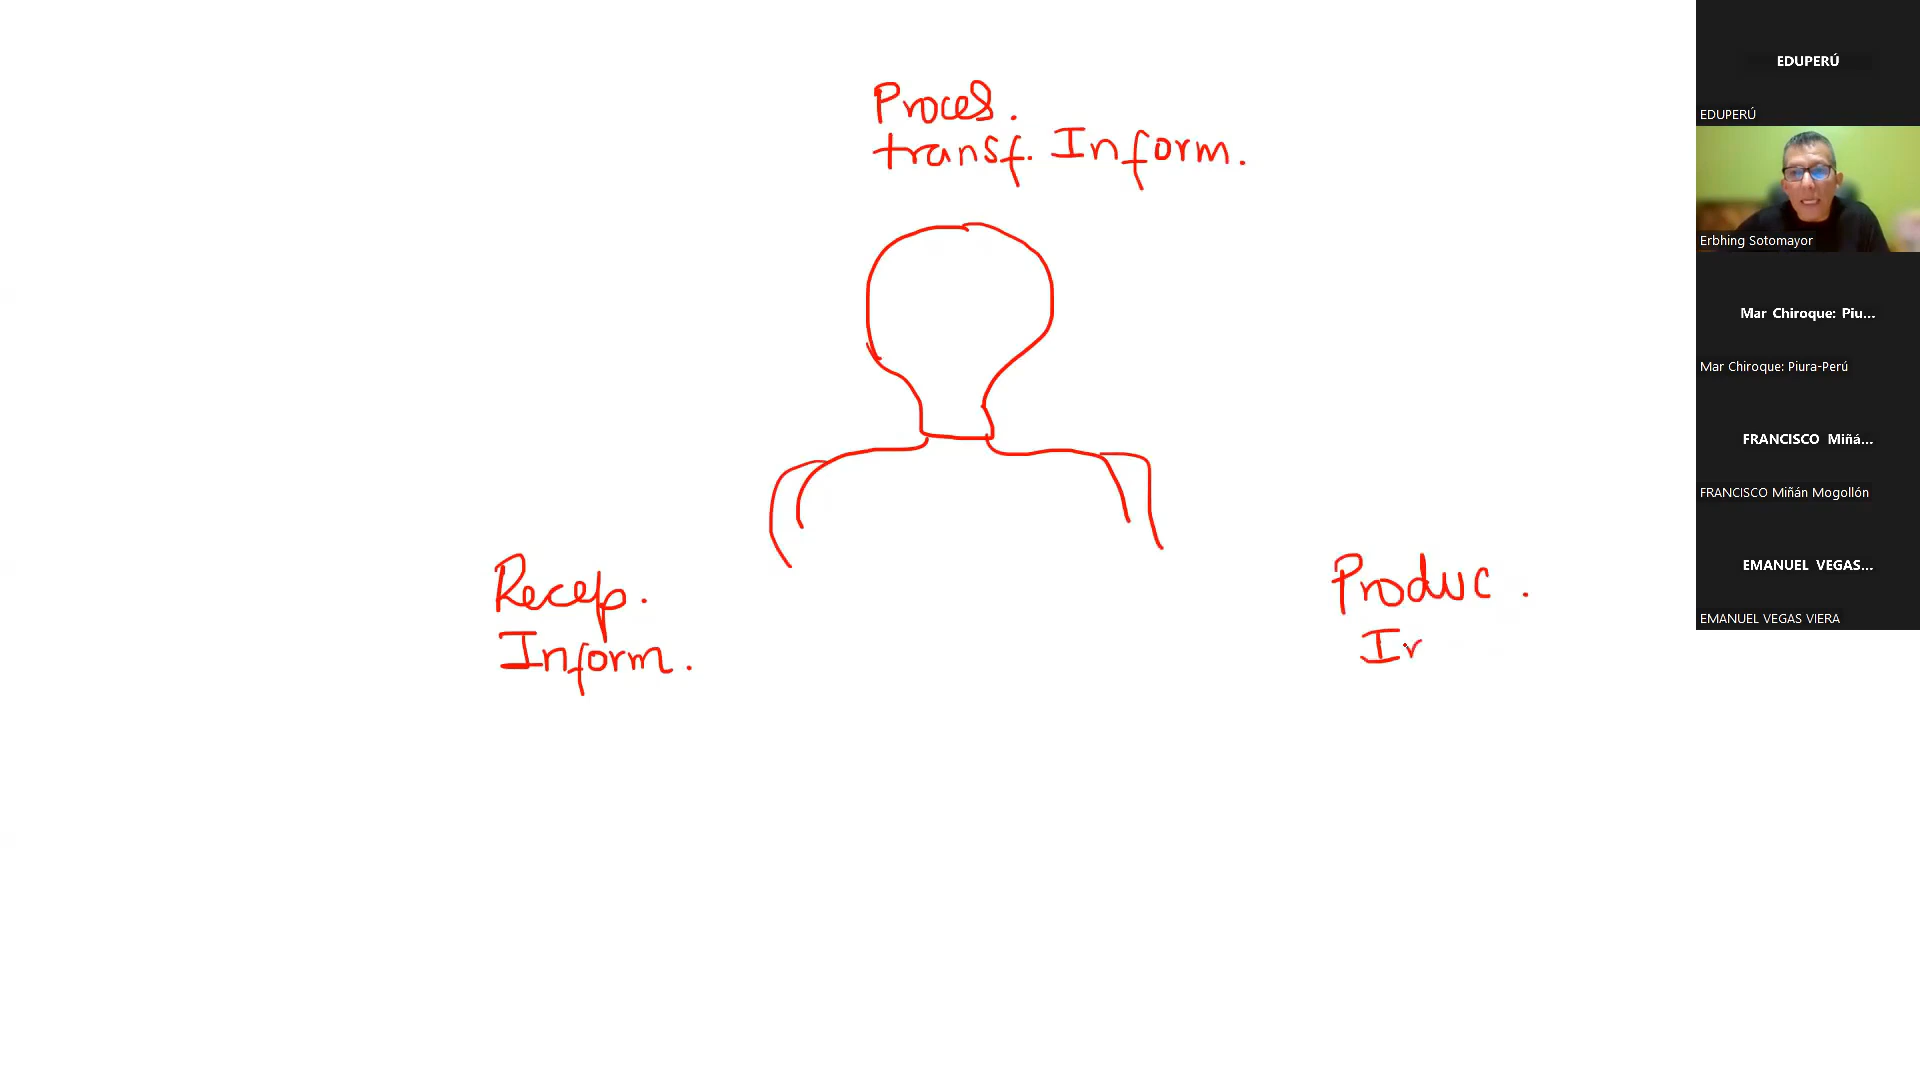 Proces.
transf. Inform.
Recep.
Inform.
Produc.
In
EDUPERÚ
EDUPERÚ
Erbhing Sotomayor
Mar Chiroque: Piu...
Mar Chiroque: Piura-Perú
FRANCISCO Miñá...
FRANCISCO Miñán Mogollón
EMANUEL VEGAS...
EMANUEL VEGAS VIERA